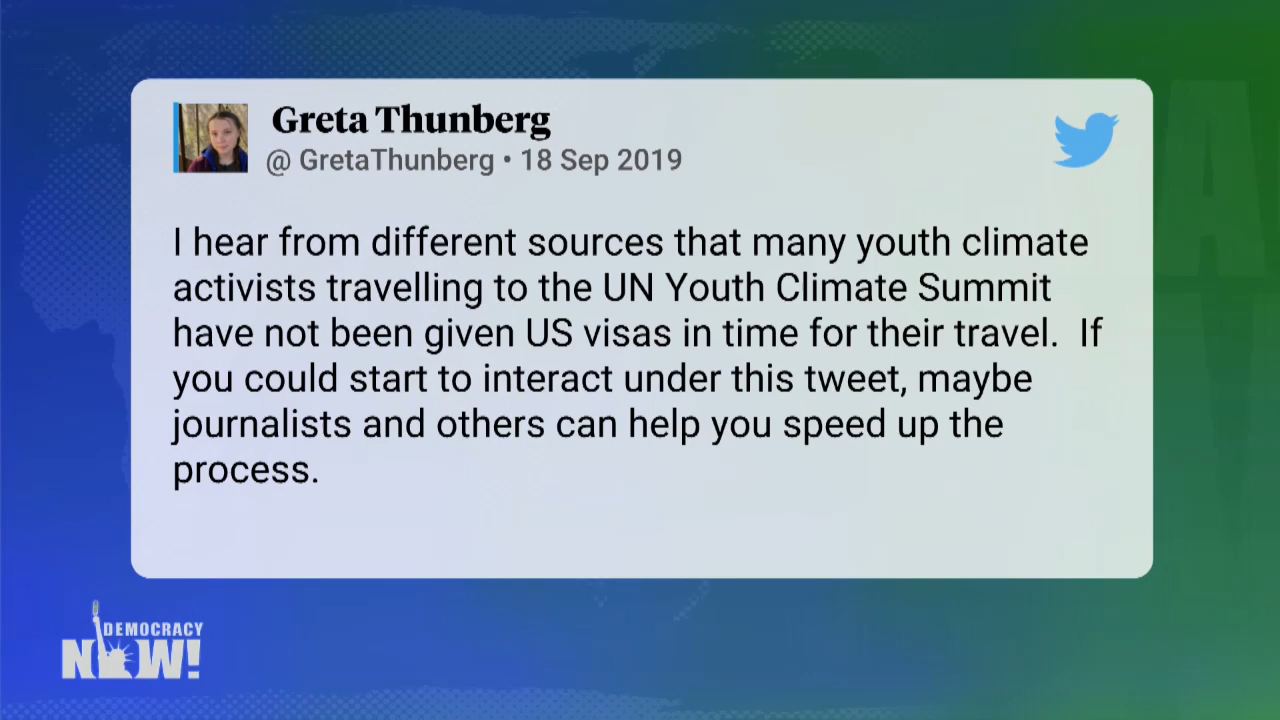 Greta Thunberg
@ GretaThunberg • 18 Sep 2019
I hear from different sources that many youth climate
activists travelling to the UN Youth Climate Summit
have not been given US visas in time for their travel.  If
you could start to interact under this tweet, maybe
journalists and others can help you speed up the
process.
DEMOCRACY
NOW!